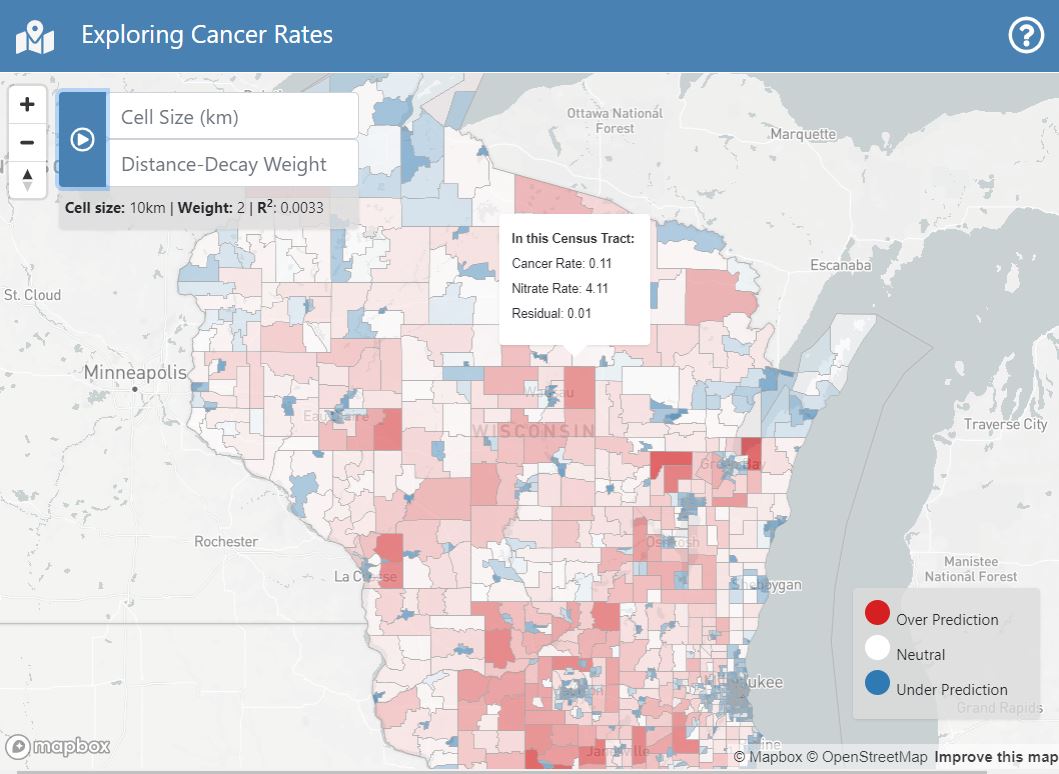 Exploring Cancer Rates
Cell Size (km)
Distance-Decay Weight
Cell size: 10km | Weight: 2 | R²: 0.0033
Ottawa National
Forest
Marquette
In this Census Tract:
Cancer Rate: 0.11
Nitrate Rate: 4.11
Residual: 0.01
Escanaba
St. Cloud
Minneapolis
Wausau
Eau Claire
WISCONSIN
Traverse City
Green Bay
Rochester
Oshkosh
La Crosse
Sheboygan
Manistee
National Forest
Over Prediction
Neutral
Under Prediction
Grand Rapids
Janesville
mapbox
© Mapbox © OpenStreetMap Improve this map